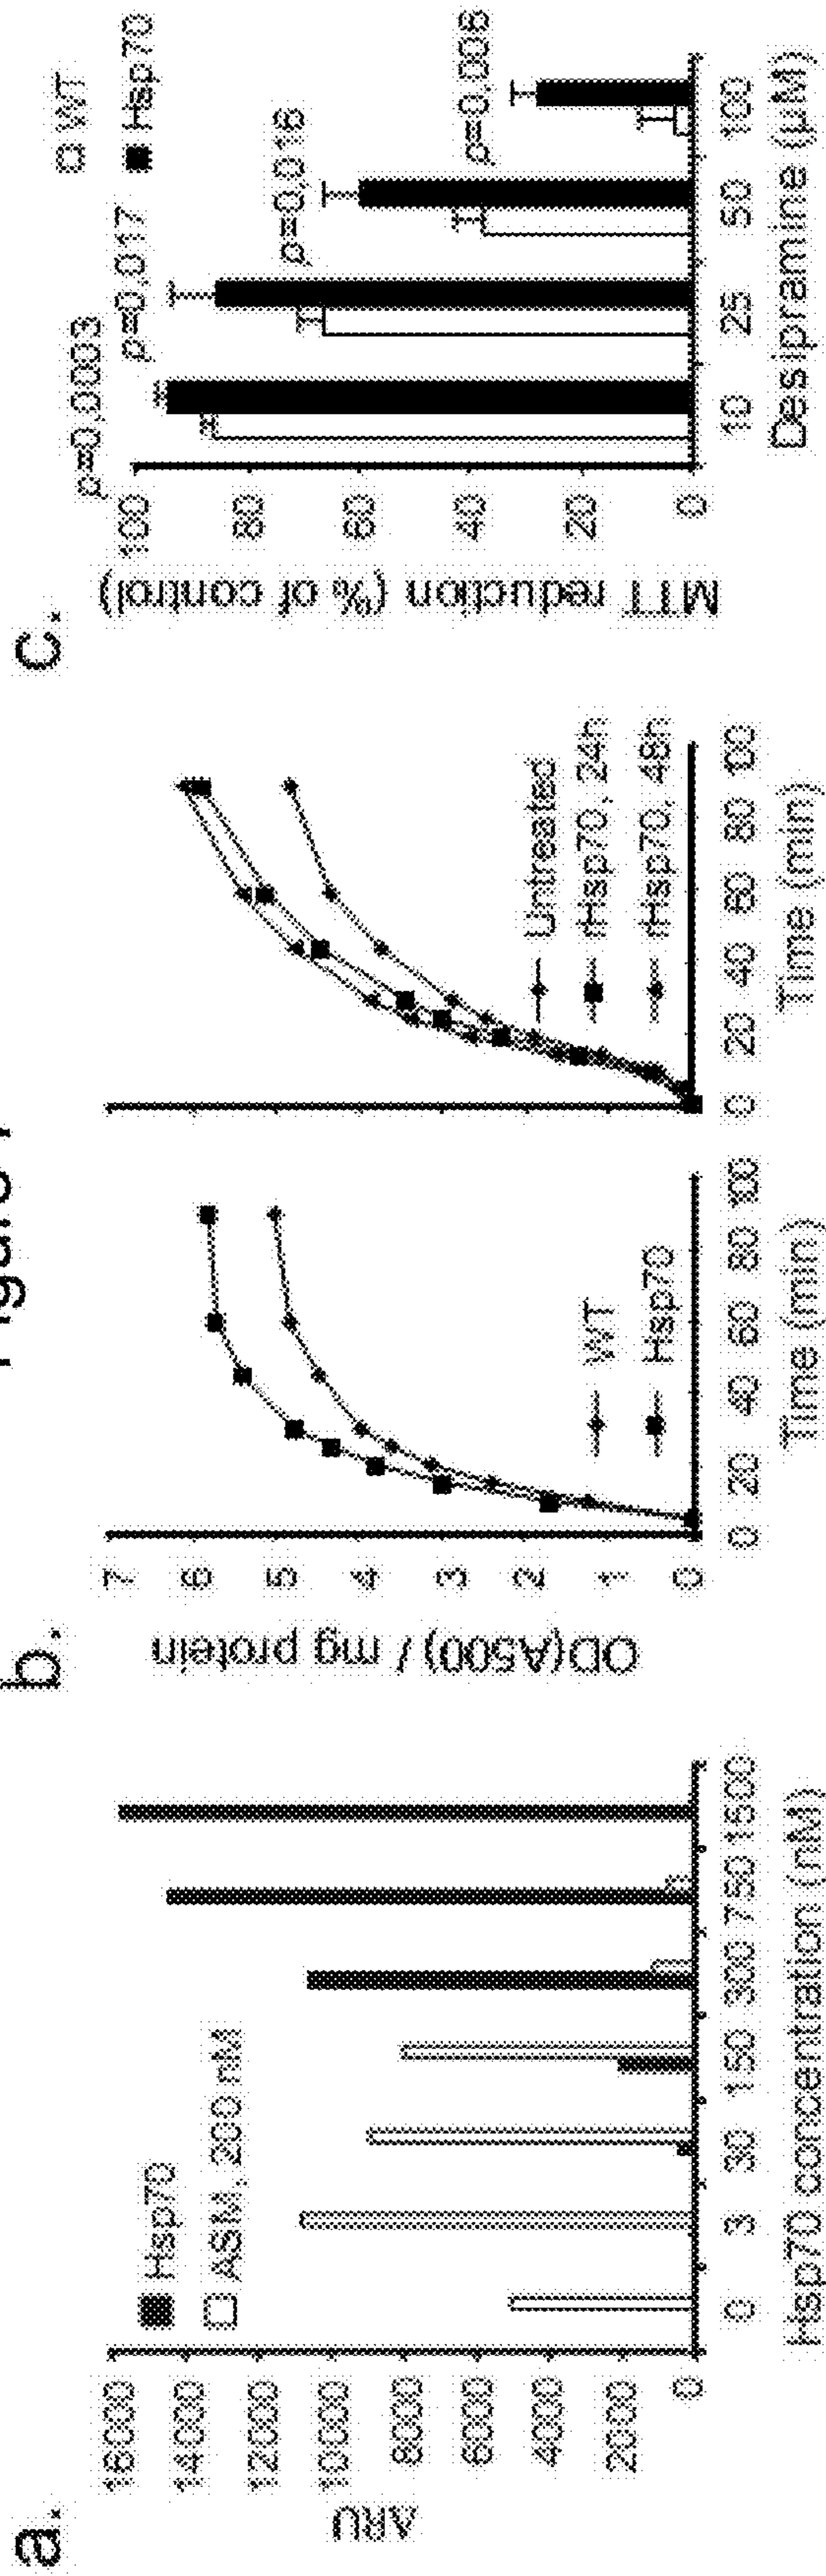 a.
ΔRU
16000
14000
12000
10000
8000
6000
4000
2000
0
Hsp70
ASM, 200 nM
0 3 30 150 300 750 1500
Hsp70 concentration (nM)
b.
OD(A500) / mg protein
7
6
5
4
3
2
1
0
WT
Hsp70
0 20 40 60 80 100
Time (min)
Untreated
rHsp70, 24h
rHsp70, 48h
0 20 40 60 80 100
Time (min)
c.
MTT reduction (% of control)
100
80
60
40
20
0
WT
Hsp70
p=0,0003
p=0,017
p=0,016
p=0,006
10 25 50 100
Desipramine (µM)